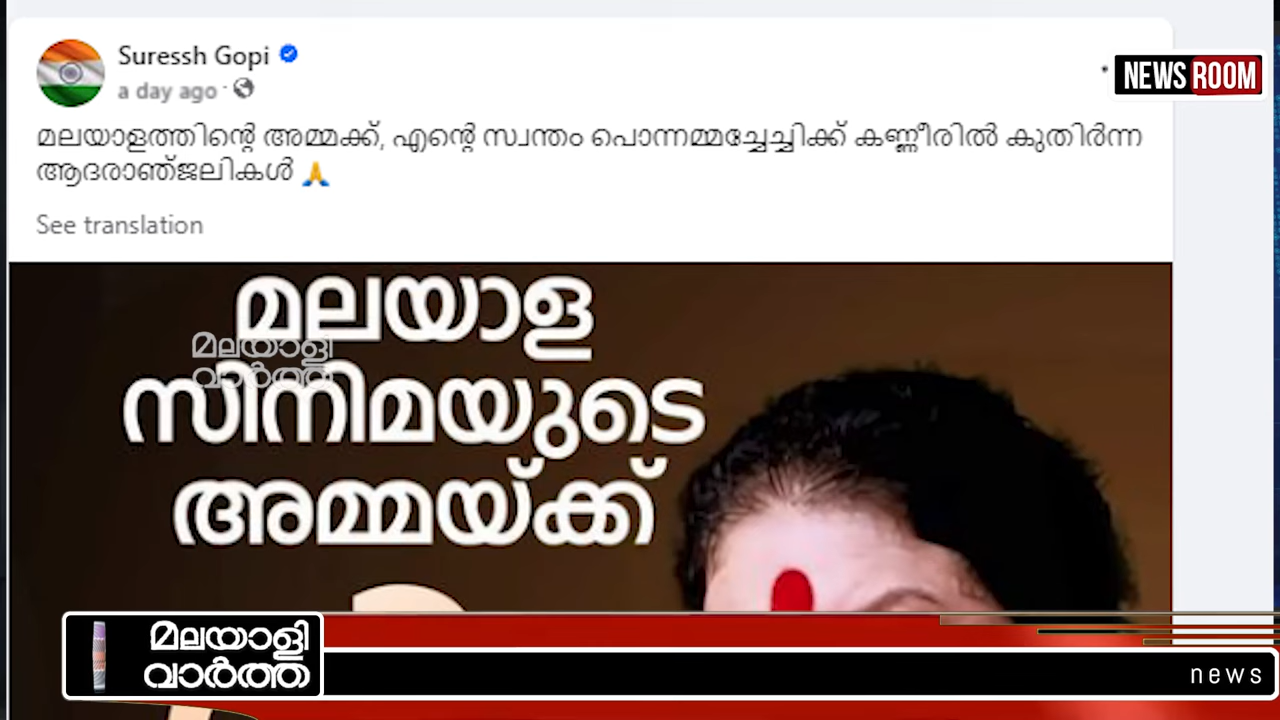 Suressh Gopi
a day ago ·
NEWS ROOM
മലയാളത്തിന്റെ അമ്മക്ക്, എന്റെ സ്വന്തം പൊന്നമ്മച്ചേച്ചിക്ക് കണ്ണീരിൽ കുതിർന്ന
ആദരാഞ്ജലികൾ 🙏
See translation
മലയാള
മലയാളി
വാർത്ത
സിനിമയുടെ
അമ്മയ്ക്ക്
മലയാളി
വാർത്ത
news